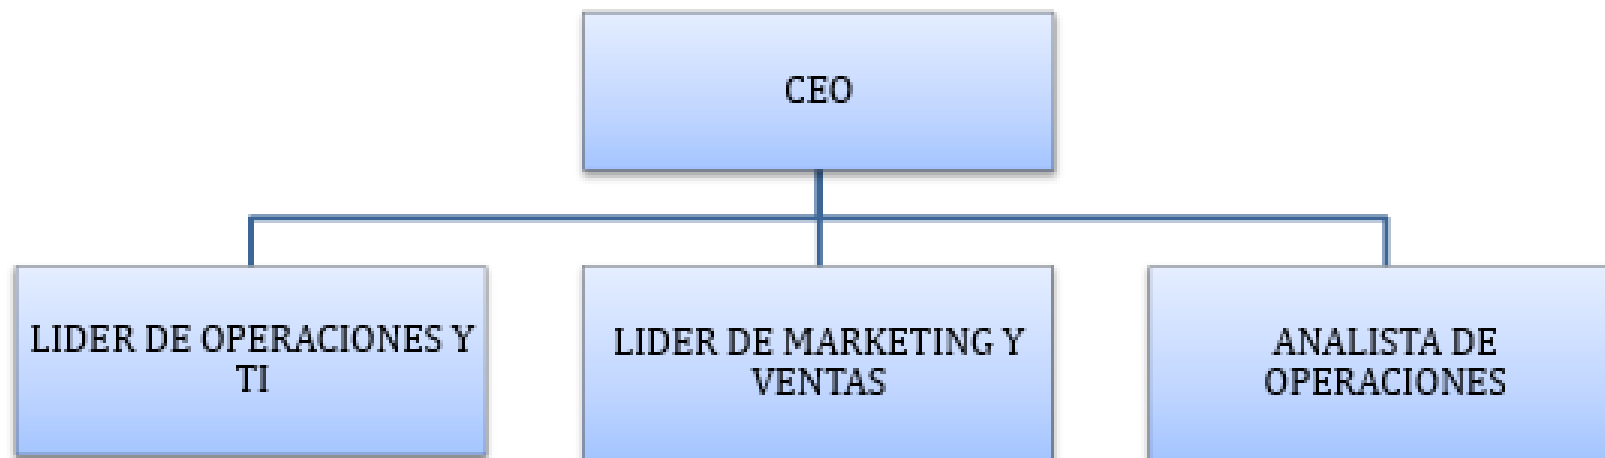 CEO
LIDER DE OPERACIONES Y
TI
LIDER DE MARKETING Y
VENTAS
ANALISTA DE
OPERACIONES